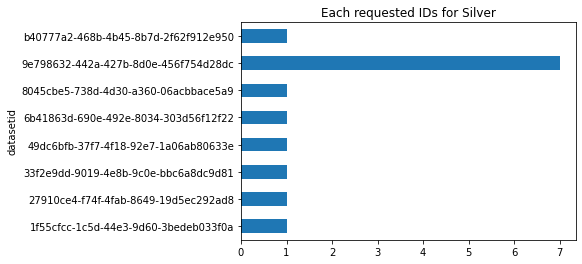 Each requested IDs for Silver
datasetid
b40777a2-468b-4b45-8b7d-2f62f912e950
9e798632-442a-427b-8d0e-456f754d28dc
8045cbe5-738d-4d30-a360-06acbbace5a9
6b41863d-690e-492e-8034-303d56f12f22
49dc6bfb-37f7-4f18-92e7-1a06ab80633e
33f2e9dd-9019-4e8b-9c0e-bbc6a8dc9d81
27910ce4-f74f-4fab-8649-19d5ec292ad8
1f55cfcc-1c5d-44e3-9d60-3bedeb033f0a
0 1 2 3 4 5 6 7